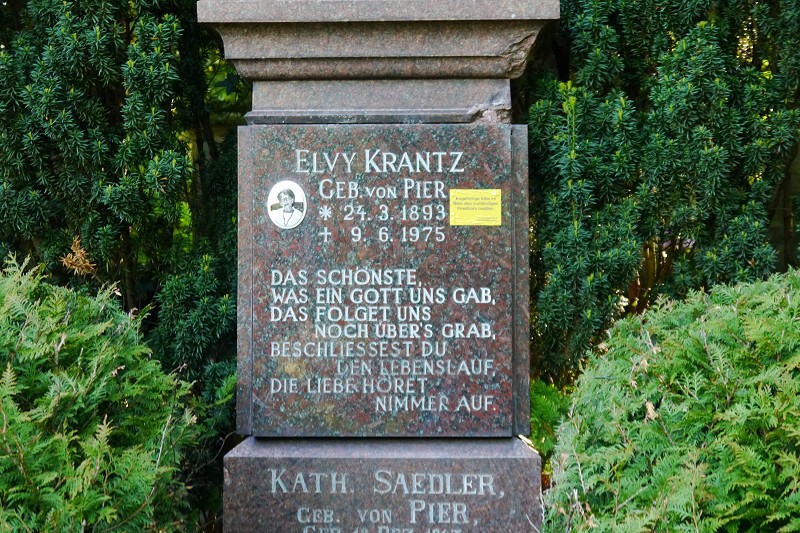 ELVY KRANTZ
GEB. VON PIER
* 24. 3. 1893
✝ 9. 6. 1975
DAS SCHÖNSTE,
WAS EIN GOTT UNS GAB,
DAS FOLGET UNS
NOCH ÜBER'S GRAB,
BESCHLIESSEST DU
DEN LEBENSLAUF,
DIE LIEBE HÖRET
NIMMER AUF.
KATH. SAEDLER,
GEB. VON PIER,
GEB.